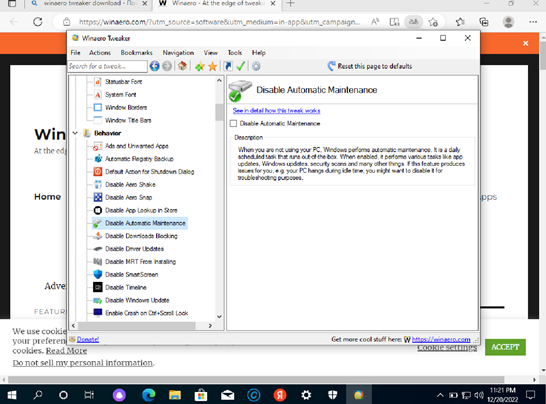 winaero tweaker download - По
Winaero - At the edge of tweaki
https://winaero.com/?utm_source=software&utm_medium=in-app&utm_campaign...
Winaero Tweaker
File Actions Bookmarks Navigation View Tools Help
Search for a tweak...
Reset this page to defaults
Statusbar Font
System Font
Window Borders
Window Title Bars
Behavior
Ads and Unwanted Apps
Automatic Registry Backup
Default Action for Shutdown Dialog
Disable Aero Shake
Disable Aero Snap
Disable App Lookup in Store
Disable Automatic Maintenance
Disable Downloads Blocking
Disable Driver Updates
Disable MRT From Installing
Disable SmartScreen
Disable Timeline
Disable Windows Update
Enable Crash on Ctrl+Scroll Lock
Disable Automatic Maintenance
See in detail how this tweak works
Disable Automatic Maintenance
Description
When you are not using your PC, Windows performs automatic maintenance. It is a daily
scheduled task that runs out-of-the-box. When enabled, it performs various tasks like app
updates, Windows updates, security scans and many other things. If this feature produces
issues for you, e.g. your PC hangs during idle time, you might want to disable it for
troubleshooting purposes.
Donate!
Get more cool stuff here: W https://winaero.com
Win
At the edg
Home
pps
Adver
FEATUR
We use cookie
your preferen
cookies. Read More
Do not sell my personal information.
Cookie settings
ACCEPT
11:21 PM
12/20/2022